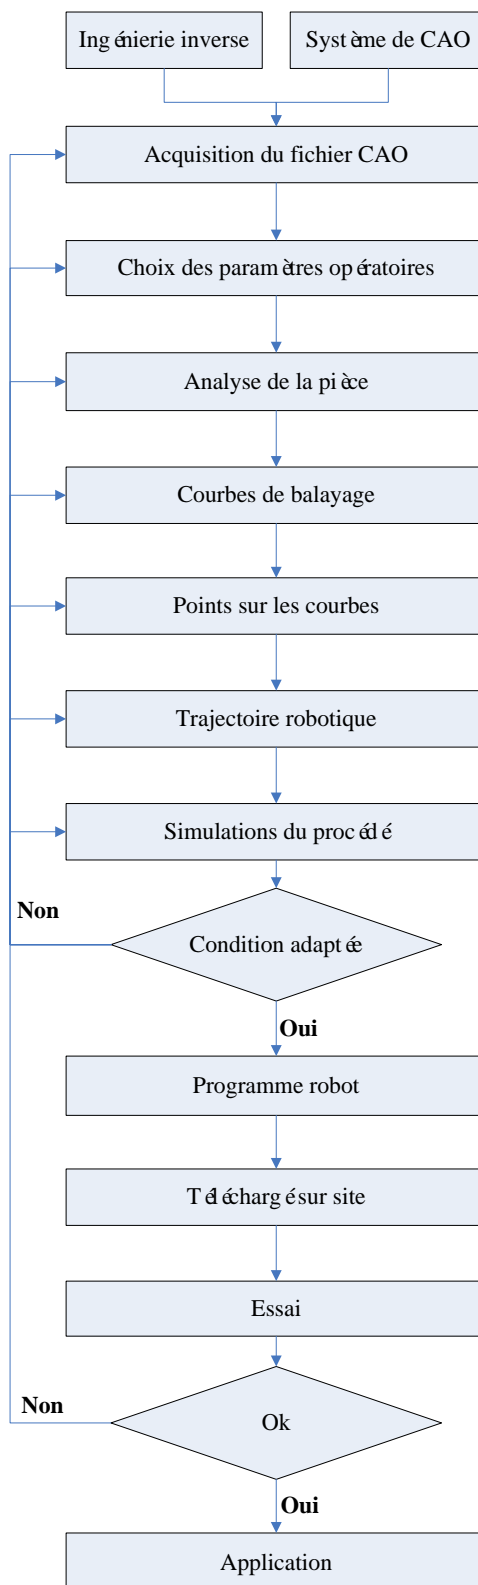 Ingénierie inverse
Système de CAO
Acquisition du fichier CAO
Choix des paramètres opératoires
Analyse de la pièce
Courbes de balayage
Points sur les courbes
Trajectoire robotique
Simulations du procédé
Non
Condition adaptée
Oui
Programme robot
Téléchargé sur site
Essai
Non
Ok
Oui
Application